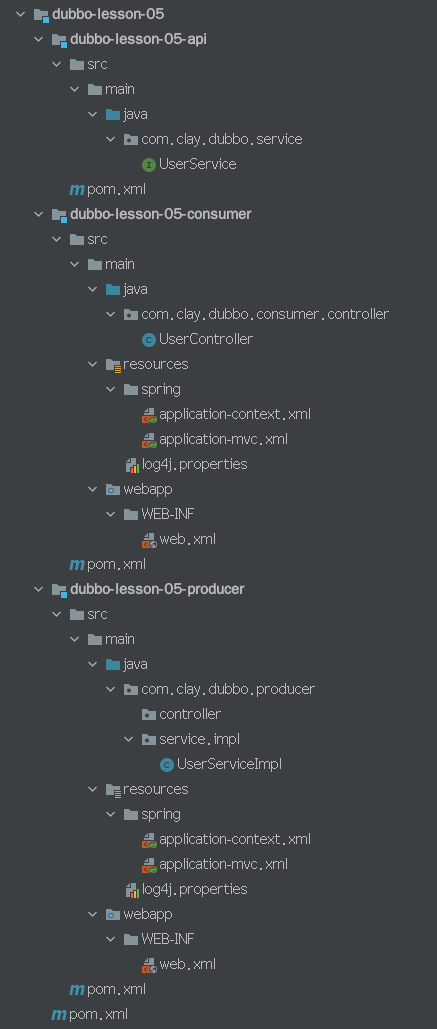 dubbo-lesson-05
dubbo-lesson-05-api
src
main
java
com.clay.dubbo.service
UserService
pom.xml
dubbo-lesson-05-consumer
src
main
java
com.clay.dubbo.consumer.controller
UserController
resources
spring
application-context.xml
application-mvc.xml
log4j.properties
webapp
WEB-INF
web.xml
pom.xml
dubbo-lesson-05-producer
src
main
java
com.clay.dubbo.producer
controller
service.impl
UserServiceImpl
resources
spring
application-context.xml
application-mvc.xml
log4j.properties
webapp
WEB-INF
web.xml
pom.xml
pom.xml